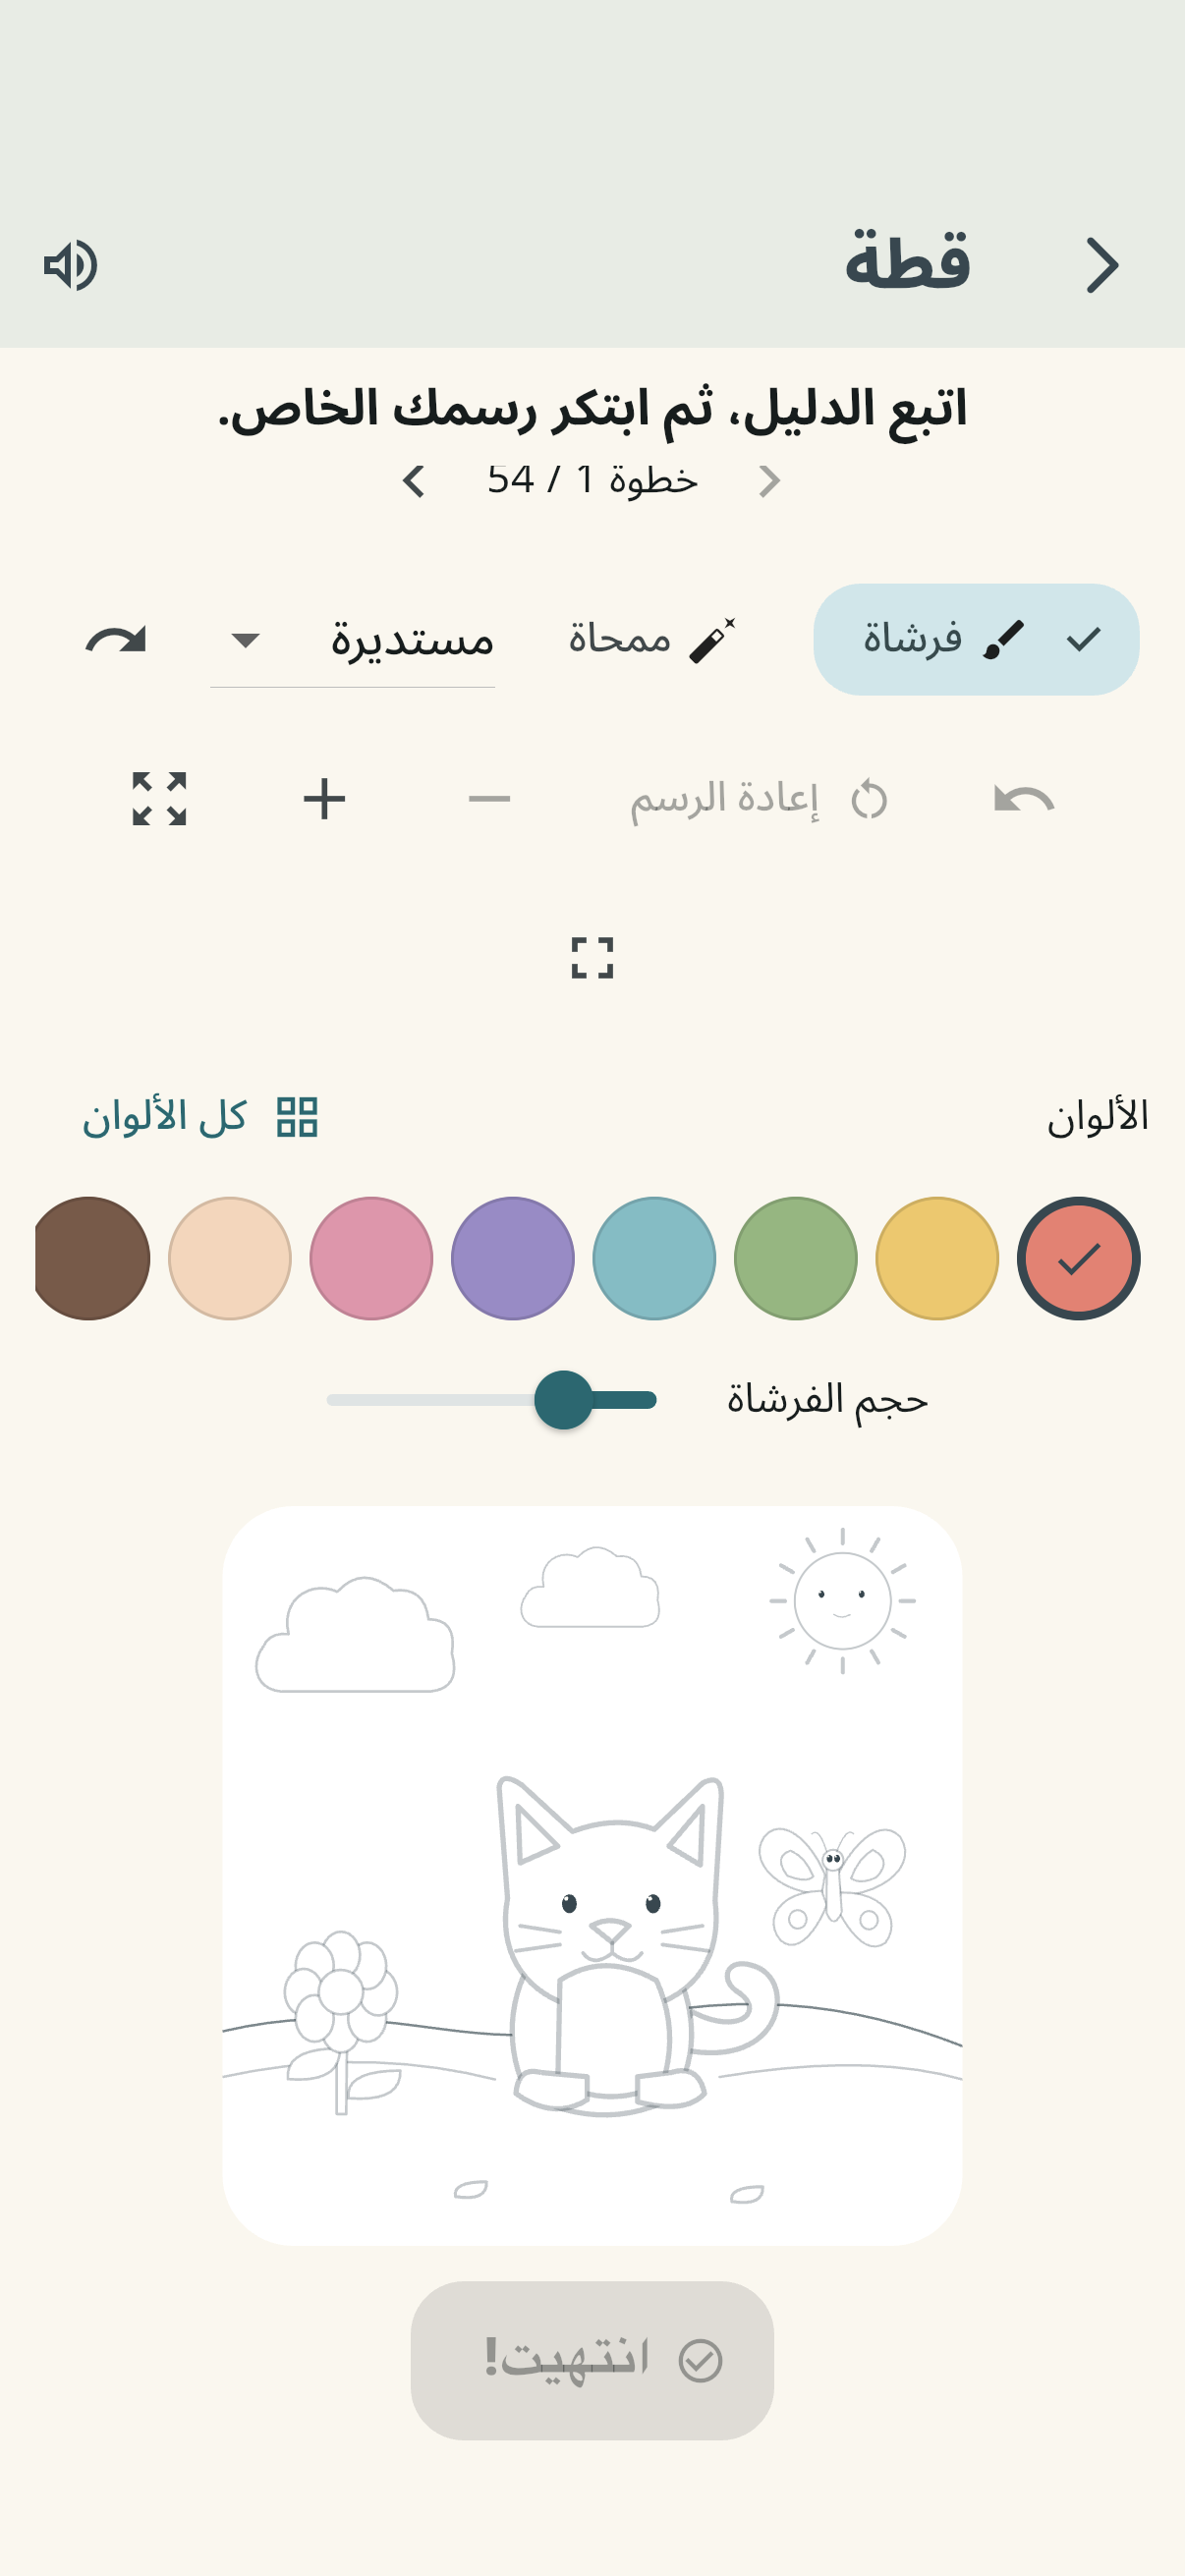 قطة
اتبع الدليل، ثم ابتكر رسمك الخاص.
خطوة 1 / 54
فرشاة
ممحاة
مستديرة
إعادة الرسم
الألوان
كل الألوان
حجم الفرشاة
انتهيت!